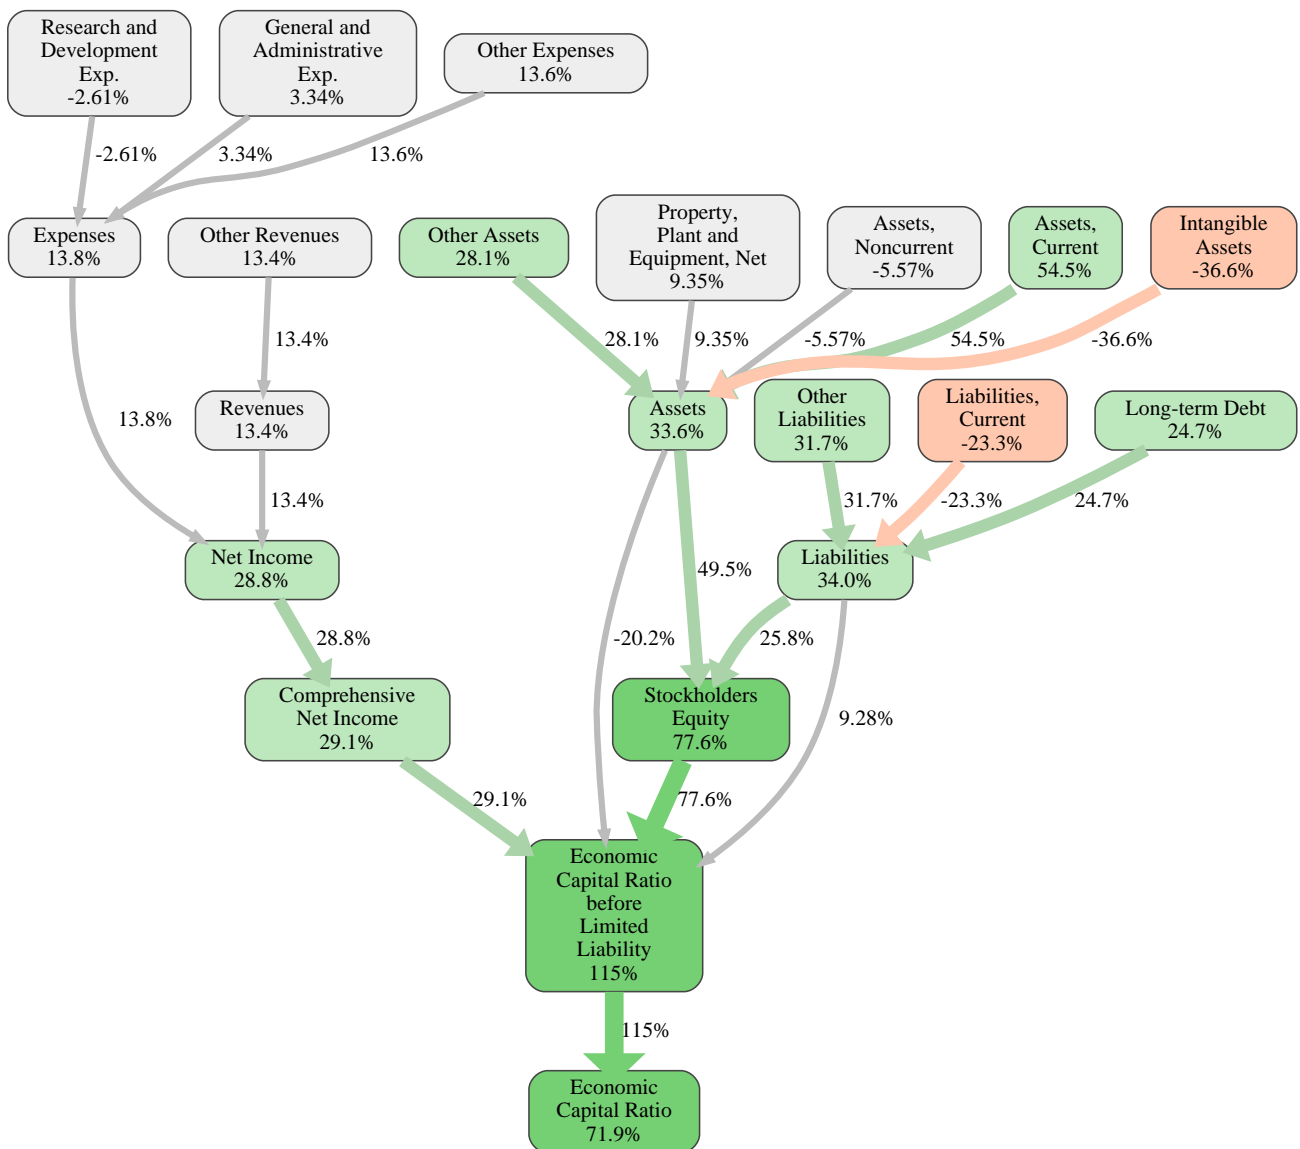 Research and
Development
Exp.
-2.61%
General and
Administrative
Exp.
3.34%
Other Expenses
13.6%
-2.61%
3.34%
13.6%
Expenses
13.8%
Other Revenues
13.4%
Other Assets
28.1%
Property,
Plant and
Equipment, Net
9.35%
Assets,
Noncurrent
-5.57%
Assets,
Current
54.5%
Intangible
Assets
-36.6%
13.4%
28.1%
9.35%
-5.57%
54.5%
-36.6%
13.8%
Revenues
13.4%
Assets
33.6%
Other
Liabilities
31.7%
Liabilities,
Current
-23.3%
Long-term Debt
24.7%
13.4%
31.7%
-23.3%
24.7%
Net Income
28.8%
49.5%
Liabilities
34.0%
28.8%
-20.2%
25.8%
Comprehensive
Net Income
29.1%
Stockholders
Equity
77.6%
9.28%
29.1%
77.6%
Economic
Capital Ratio
before
Limited
Liability
115%
115%
Economic
Capital Ratio
71.9%